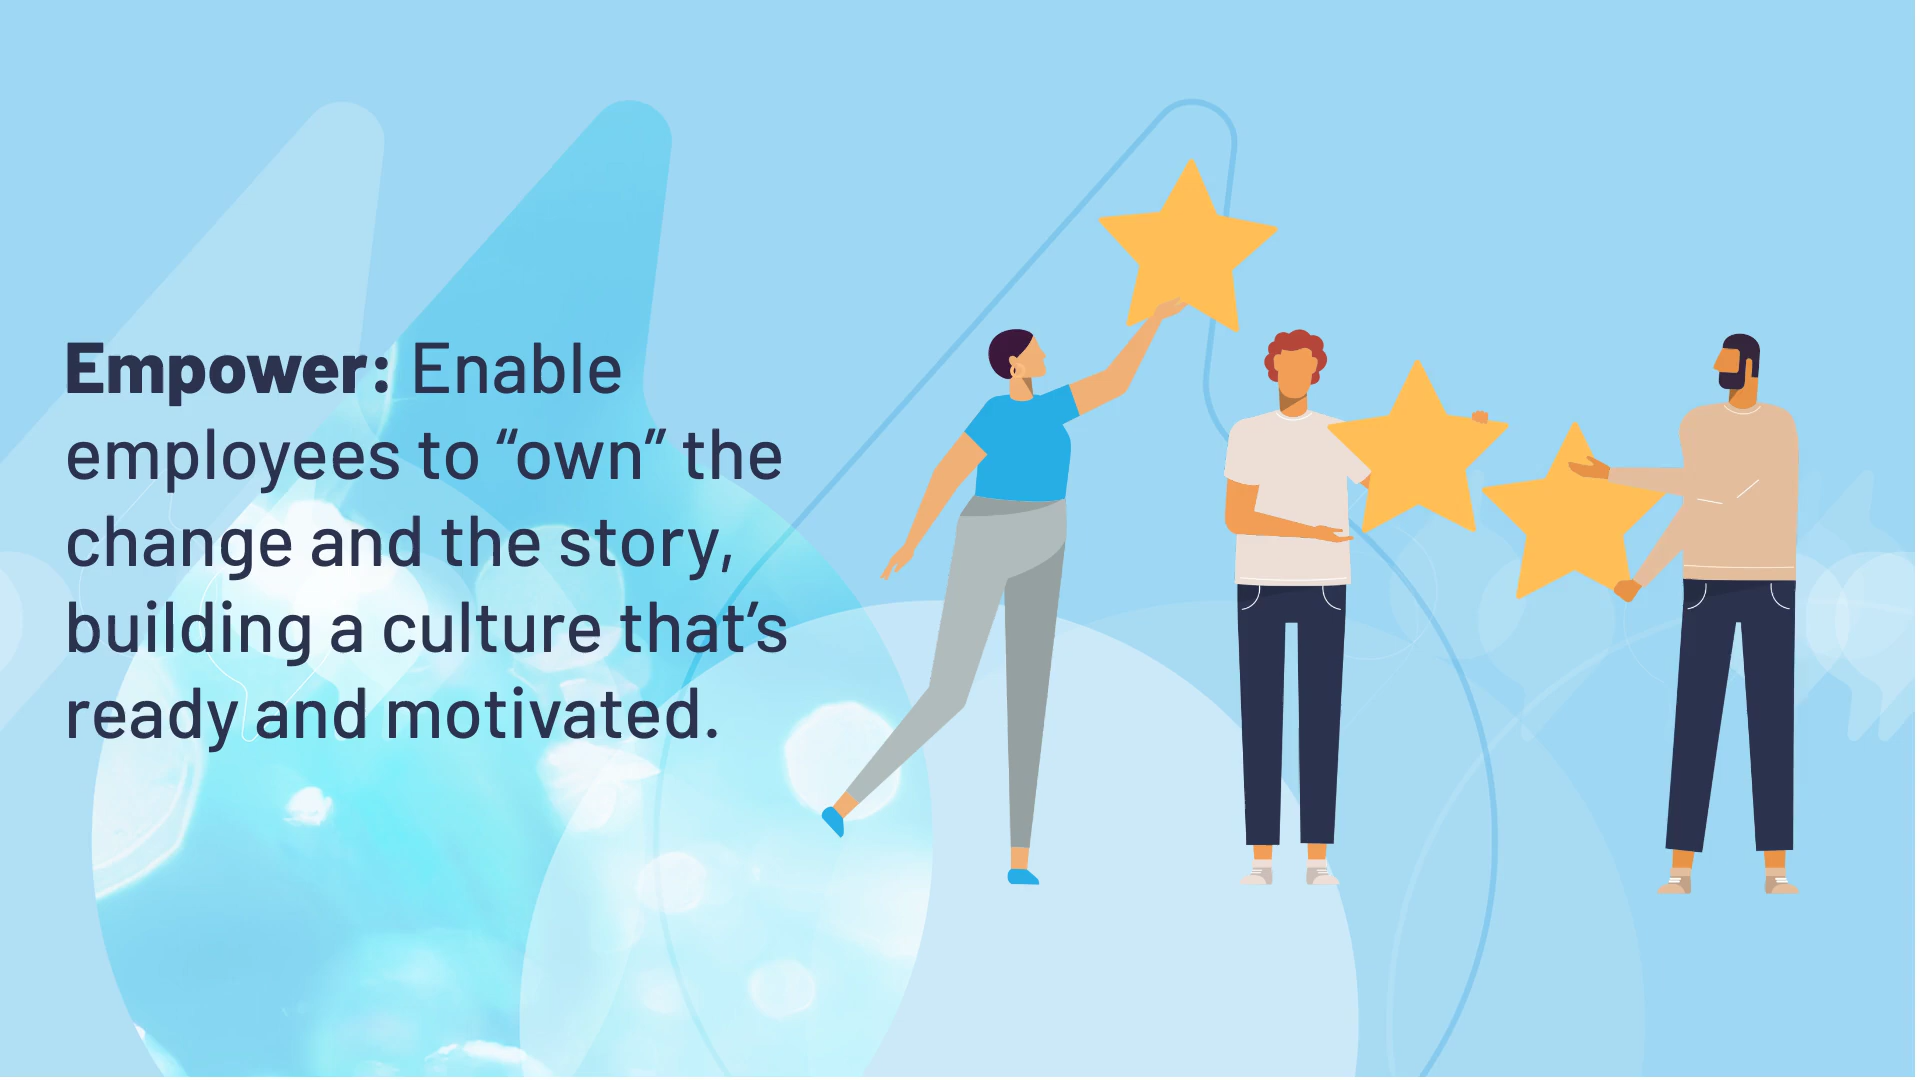 Empower: Enable
employees to “own” the
change and the story,
building a culture that’s
ready and motivated.